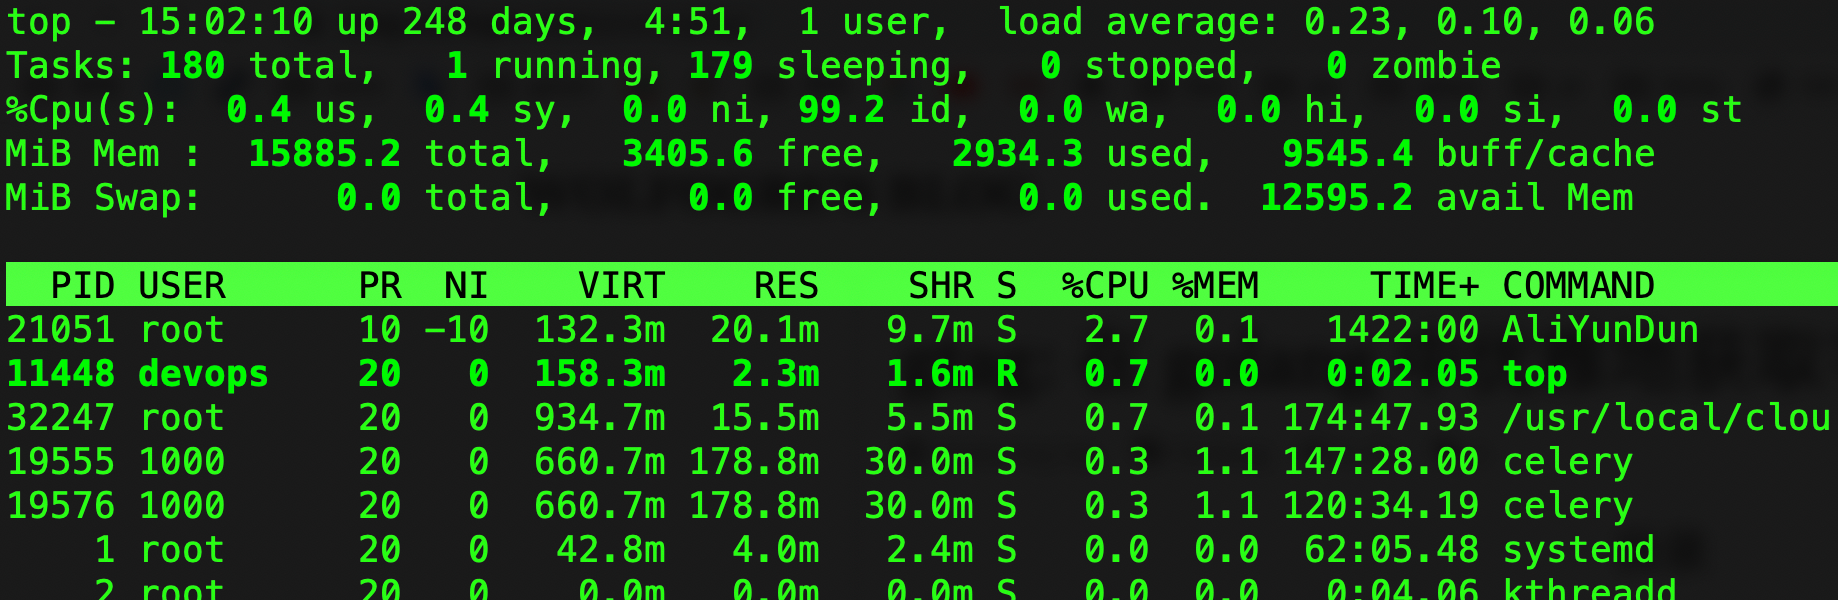 top - 15:02:10 up 248 days,  4:51,  1 user,  load average: 0.23, 0.10, 0.06
Tasks: 180 total,   1 running, 179 sleeping,   0 stopped,   0 zombie
%Cpu(s):  0.4 us,  0.4 sy,  0.0 ni, 99.2 id,  0.0 wa,  0.0 hi,  0.0 si,  0.0 st
MiB Mem :  15885.2 total,   3405.6 free,   2934.3 used,   9545.4 buff/cache
MiB Swap:      0.0 total,      0.0 free,      0.0 used.  12595.2 avail Mem
  PID USER      PR  NI    VIRT    RES    SHR S  %CPU %MEM     TIME+ COMMAND
21051 root      10 -10  132.3m  20.1m   9.7m S   2.7  0.1   1422:00 AliYunDun
11448 devops    20   0  158.3m   2.3m   1.6m R   0.7  0.0   0:02.05 top
32247 root      20   0  934.7m  15.5m   5.5m S   0.7  0.1 174:47.93 /usr/local/clou
19555 1000      20   0  660.7m 178.8m  30.0m S   0.3  1.1 147:28.00 celery
19576 1000      20   0  660.7m 178.8m  30.0m S   0.3  1.1 120:34.19 celery
    1 root      20   0   42.8m   4.0m   2.4m S   0.0  0.0  62:05.48 systemd
    2 root      20   0    0.0m   0.0m   0.0m S   0.0  0.0   0:04.06 kthreadd